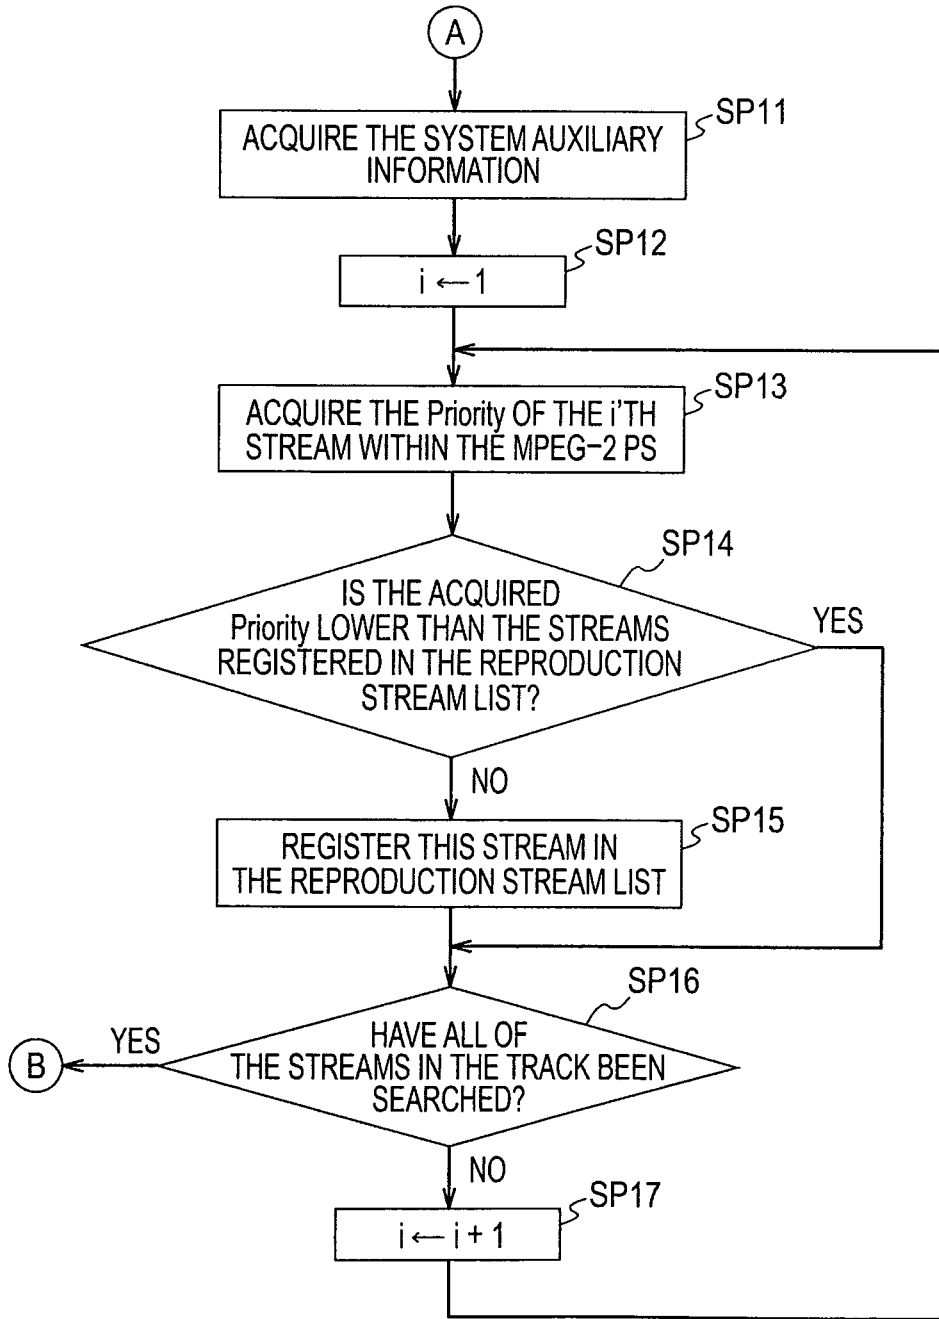 A
SP11
ACQUIRE THE SYSTEM AUXILIARY
INFORMATION
SP12
i ← 1
SP13
ACQUIRE THE Priority OF THE i'TH
STREAM WITHIN THE MPEG-2 PS
SP14
IS THE ACQUIRED
Priority LOWER THAN THE STREAMS
REGISTERED IN THE REPRODUCTION
STREAM LIST?
YES
NO
SP15
REGISTER THIS STREAM IN
THE REPRODUCTION STREAM LIST
SP16
HAVE ALL OF
THE STREAMS IN THE TRACK BEEN
SEARCHED?
YES
B
NO
SP17
i ← i + 1